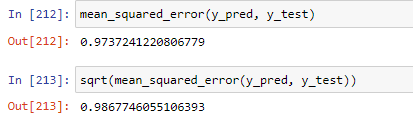 In [212]: mean_squared_error(y_pred, y_test)
Out[212]: 0.9737241220806779
In [213]: sqrt(mean_squared_error(y_pred, y_test))
Out[213]: 0.9867746055106393